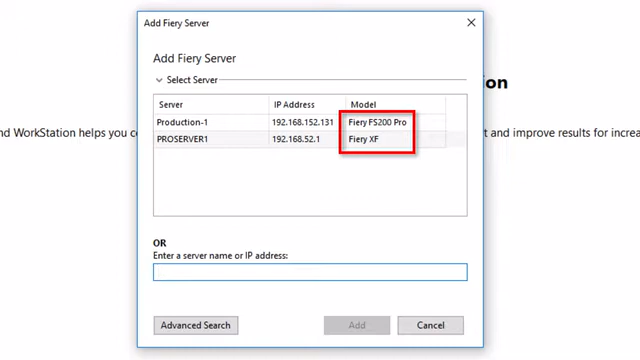 Add Fiery Server
Add Fiery Server
Select Server
Server IP Address Model
Production-1 192.168.152.131 Fiery FS200 Pro
PROSERVER1 192.168.52.1 Fiery XF
on
nd WorkStation helps you c
t and improve results for increa
OR
Enter a server name or IP address:
Advanced Search Add Cancel